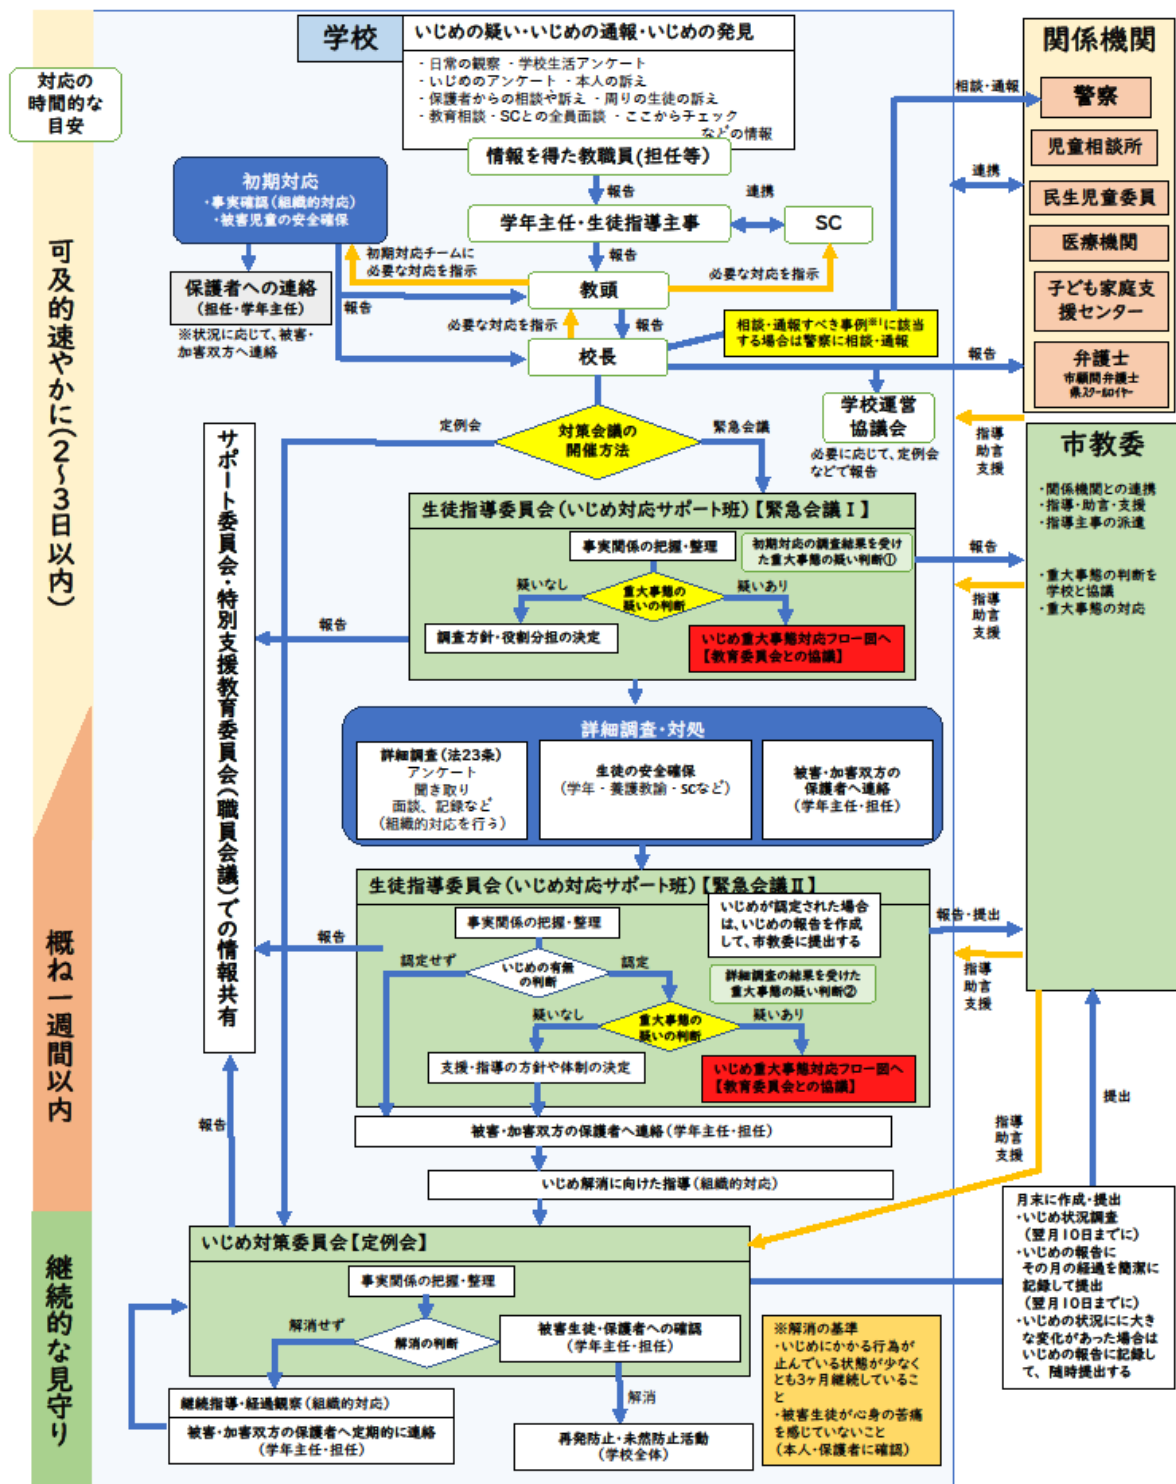 学校
いじめの疑い・いじめの通報・いじめの発見
・日常の観察 ・学校生活アンケート
・いじめのアンケート ・本人の訴え
・保護者からの相談や訴え ・周りの生徒の訴え
・教育相談・SCとの全員面談 ・ここからチェック
などの情報
対応の
時間的な
目安
可及的速やかに(2～3日以内)
概ね一週間以内
継続的な見守り
情報を得た教職員(担任等)
報告
連携
学年主任・生徒指導主事
SC
報告
初期対応
・事実確認(組織的対応)
・被害児童の安全確保
初期対応チームに
必要な対応を指示
必要な対応を指示
教頭
保護者への連絡
(担任・学年主任)
※状況に応じて、被害・
加害双方へ連絡
報告
必要な対応を指示
報告
校長
相談・通報すべき事例※1に該当
する場合は警察に相談・通報
相談・通報
連携
報告
関係機関
警察
児童相談所
民生児童委員
医療機関
子ども家庭支
援センター
弁護士
市顧問弁護士
県スクールロイヤー
学校運営
協議会
必要に応じて、定例会
などで報告
指導
助言
支援
定例会
対策会議の
開催方法
緊急会議
市教委
・関係機関との連携
・指導・助言・支援
・指導主事の派遣
・重大事態の判断を
学校と協議
・重大事態の対応
サポート委員会・特別支援教育委員会(職員会議)での情報共有
生徒指導委員会(いじめ対応サポート班)【緊急会議Ⅰ】
事実関係の把握・整理
初期対応の調査結果を受け
た重大事態の疑い判断①
報告
疑いなし
重大事態の
疑いの判断
疑いあり
指導
助言
支援
報告
調査方針・役割分担の決定
いじめ重大事態対応フロー図へ
【教育委員会との協議】
詳細調査・対処
詳細調査(法23条)
アンケート
聞き取り
面談、記録など
(組織的対応を行う)
生徒の安全確保
(学年・養護教諭・SCなど)
被害・加害双方の
保護者へ連絡
(学年主任・担任)
生徒指導委員会(いじめ対応サポート班)【緊急会議Ⅱ】
いじめが認定された場合
は、いじめの報告を作成
して、市教委に提出する
報告・提出
事実関係の把握・整理
報告
認定せず
いじめの有無
の判断
認定
詳細調査の結果を受けた
重大事態の疑い判断②
指導
助言
支援
疑いなし
重大事態の
疑いの判断
疑いあり
支援・指導の方針や体制の決定
いじめ重大事態対応フロー図へ
【教育委員会との協議】
提出
報告
被害・加害双方の保護者へ連絡(学年主任・担任)
指導
助言
支援
いじめ解消に向けた指導(組織的対応)
いじめ対策委員会【定例会】
事実関係の把握・整理
解消せず
解消の判断
被害生徒・保護者への確認
(学年主任・担任)
継続指導・経過観察(組織的対応)
被害・加害双方の保護者へ定期的に連絡
(学年主任・担任)
解消
再発防止・未然防止活動
(学校全体)
※解消の基準
・いじめにかかる行為が
止んでいる状態が少なく
とも3ヶ月継続しているこ
と
・被害生徒が心身の苦痛
を感じていないこと
(本人・保護者に確認)
月末に作成・提出
・いじめ状況調査
(翌月10日までに)
・いじめの報告に
その月の経過を簡潔に
記録して提出
(翌月10日までに)
・いじめの状況にに大き
な変化があった場合は
いじめの報告に記録し
て、随時提出する